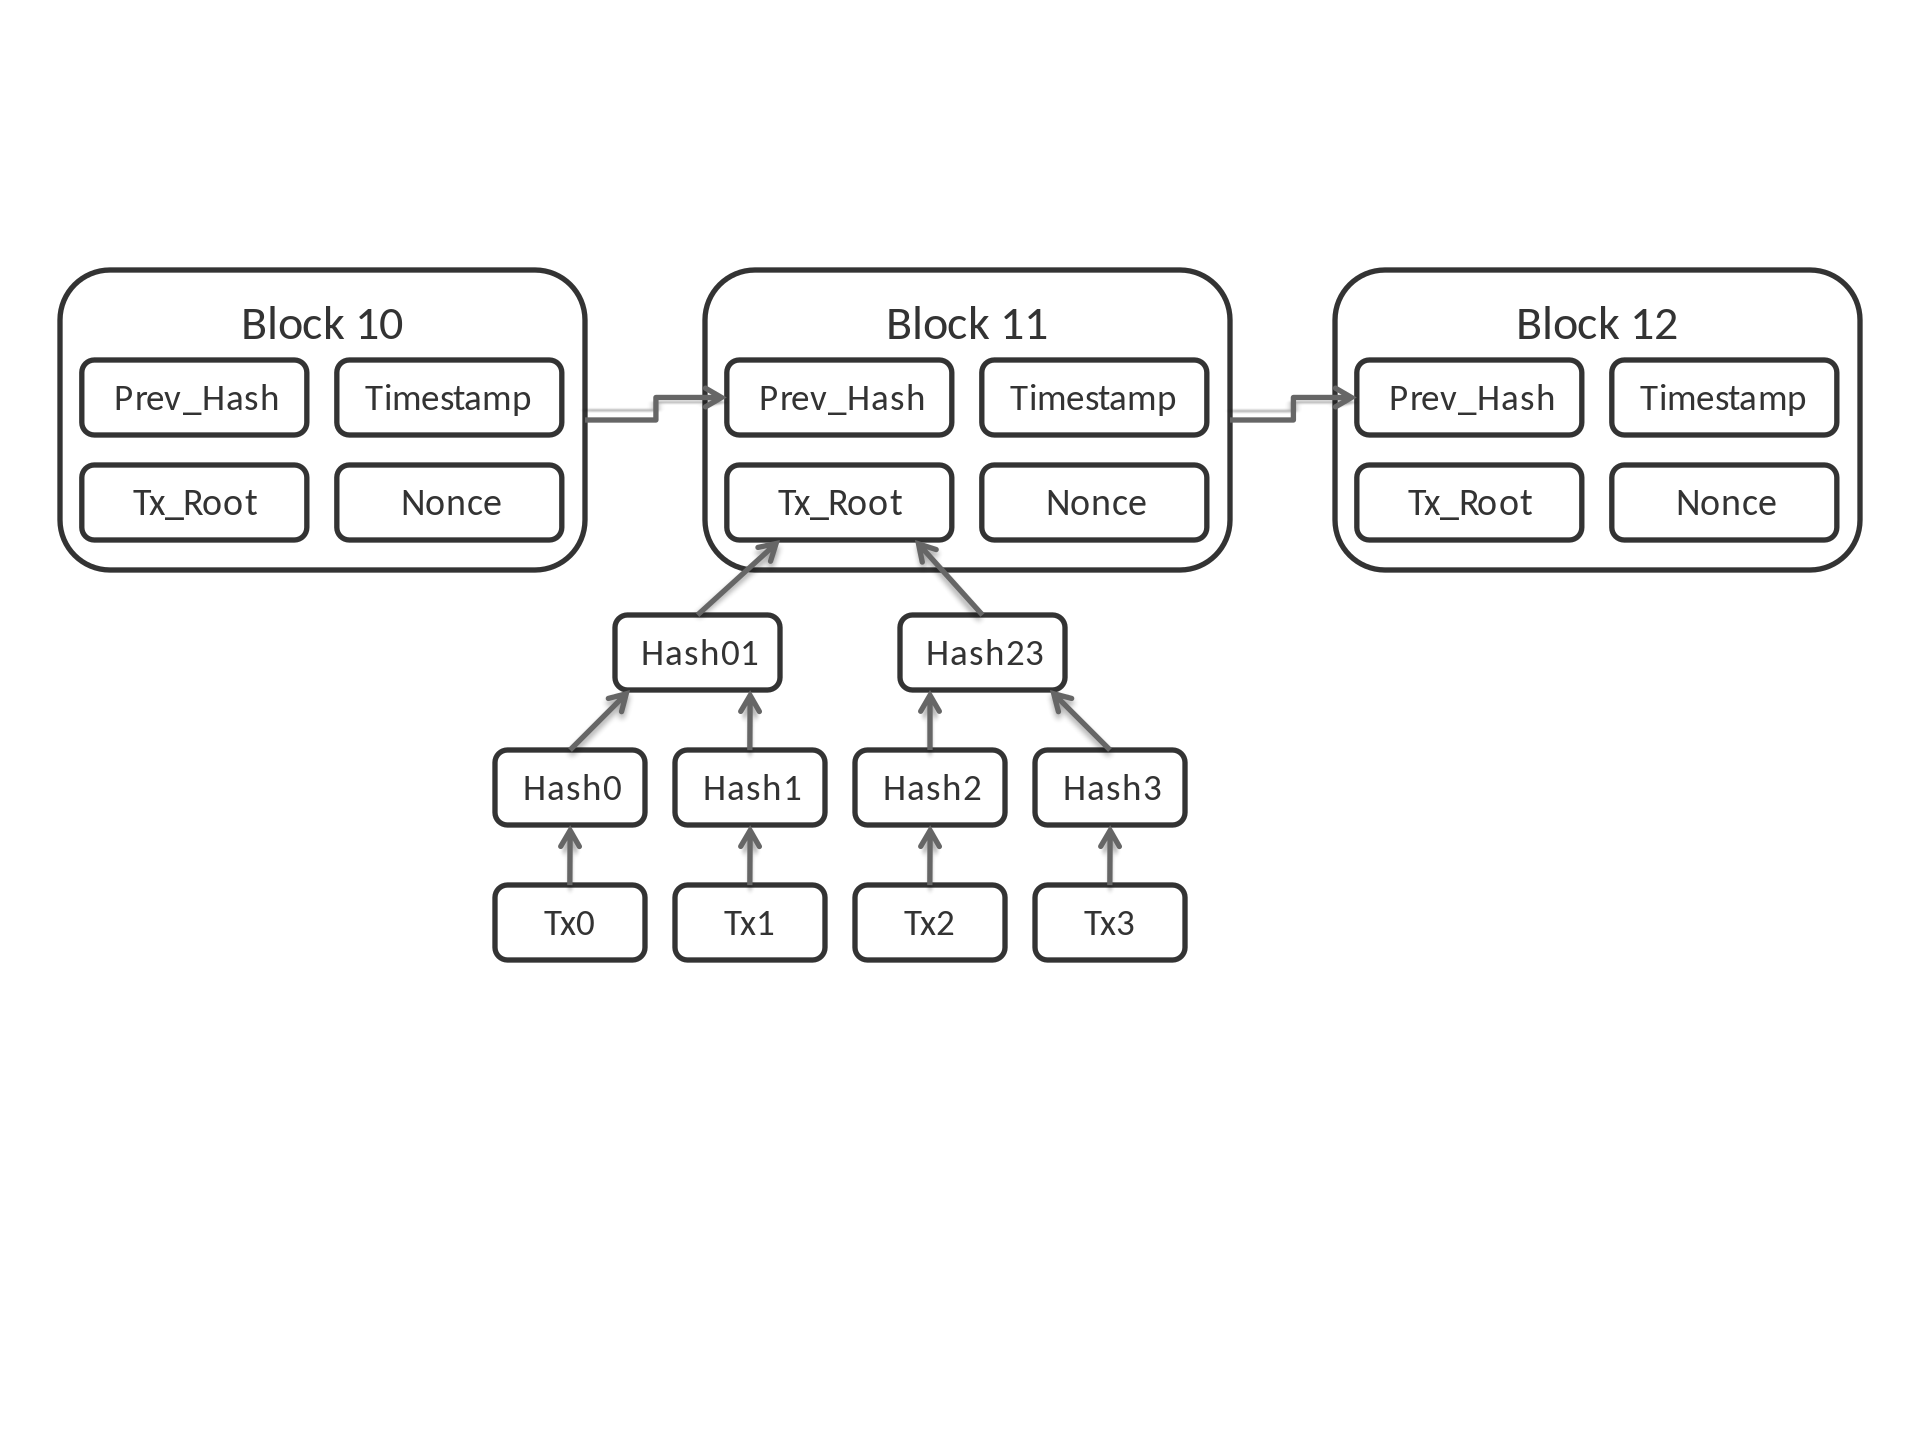 Block 10
Prev_Hash Timestamp
Tx_Root Nonce
Block 11
Prev_Hash Timestamp
Tx_Root Nonce
Block 12
Prev_Hash Timestamp
Tx_Root Nonce
Hash01 Hash23
Hash0 Hash1 Hash2 Hash3
Tx0 Tx1 Tx2 Tx3